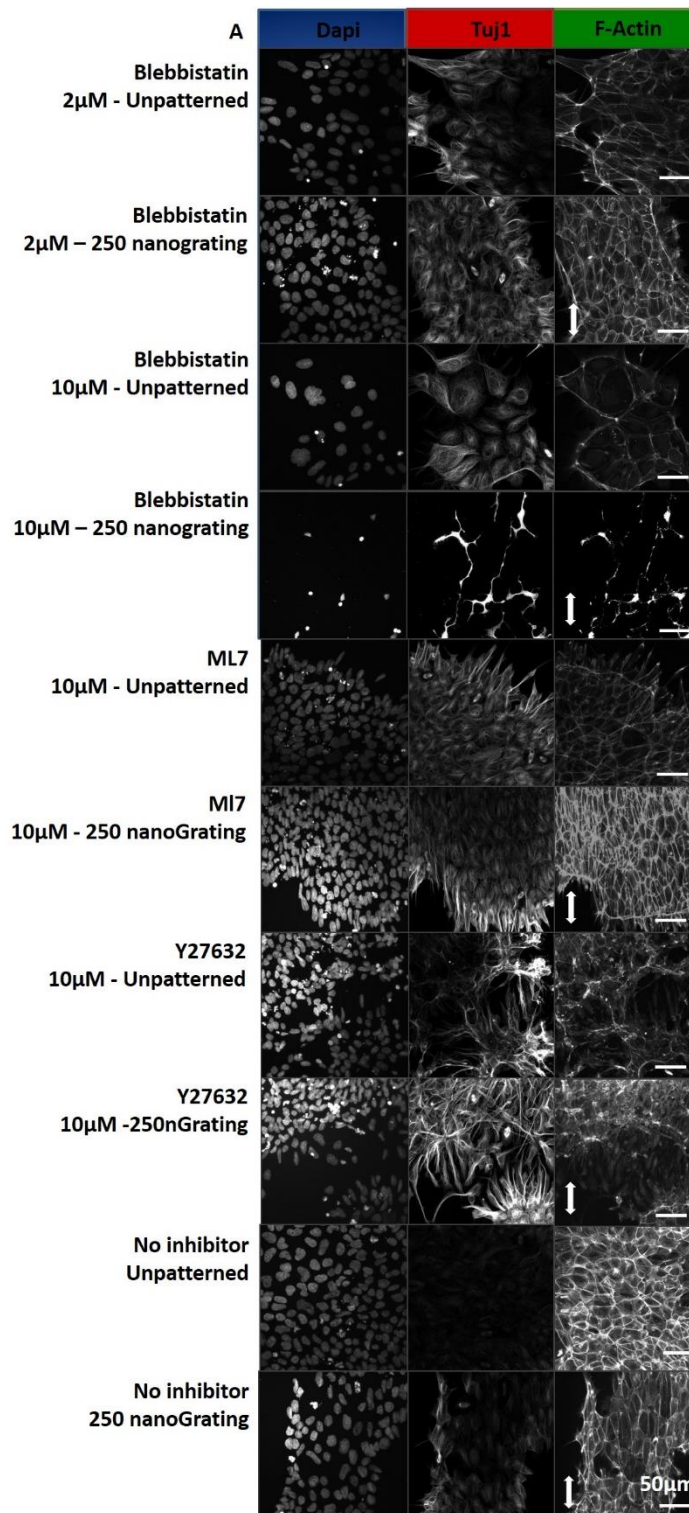 A Dapi Tuj1 F-Actin
Blebbistatin
2µM - Unpatterned
Blebbistatin
2µM – 250 nanograting
Blebbistatin
10µM - Unpatterned
Blebbistatin
10µM – 250 nanograting
ML7
10µM - Unpatterned
Ml7
10µM - 250 nanoGrating
Y27632
10µM - Unpatterned
Y27632
10µM -250nGrating
No inhibitor
Unpatterned
No inhibitor
250 nanoGrating
50µm